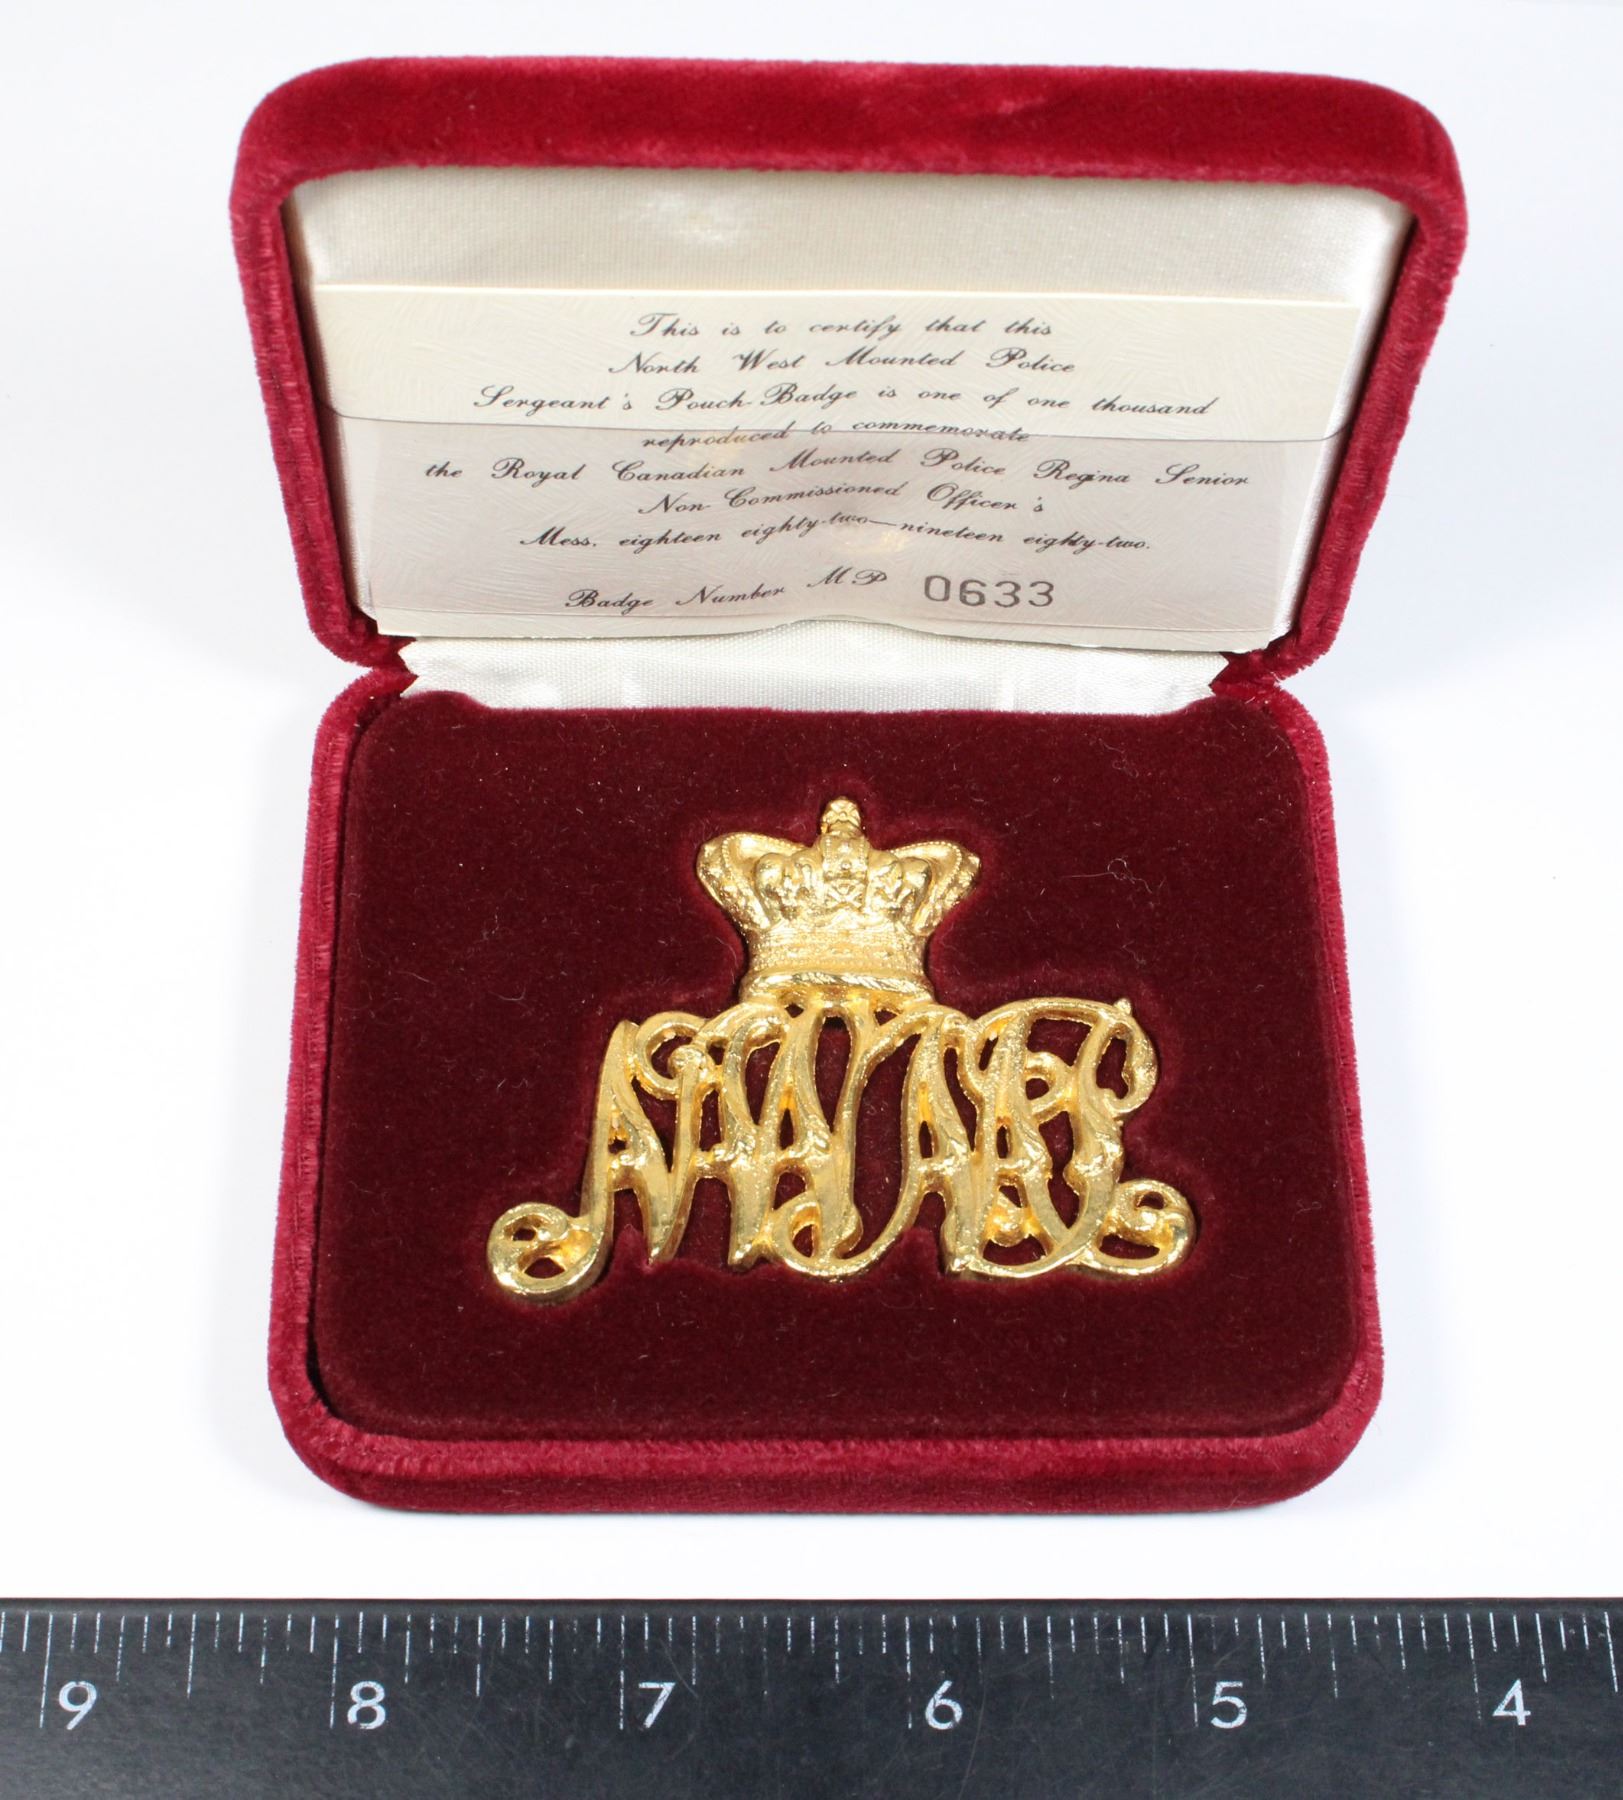 This is to certify that this
North West Mounted Police
Sergeant's Pouch-Badge is one of one thousand
reproduced to commemorate
the Royal Canadian Mounted Police Regina Senior
Non-Commissioned Officer's
Mess. eighteen eighty-two—nineteen eighty-two.
Badge Number MP 0633
NWMP
9 8 7 6 5 4